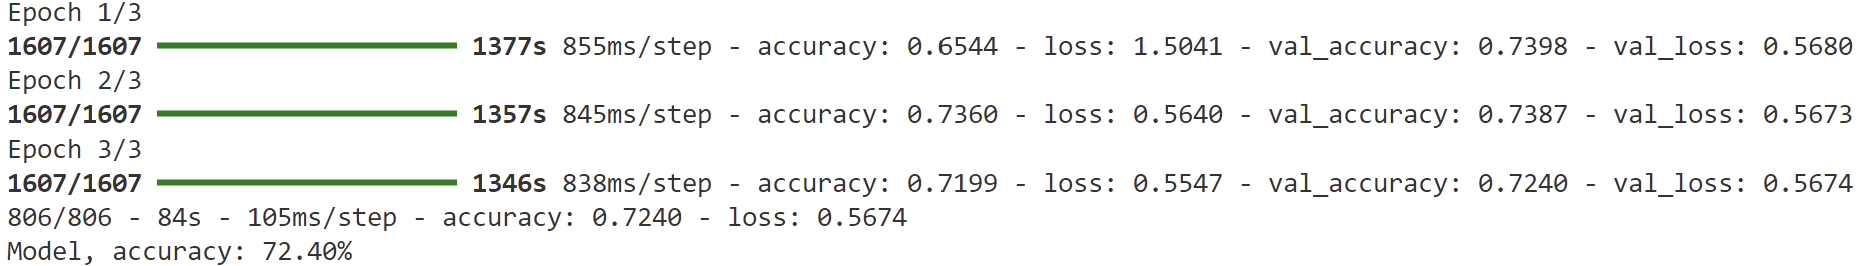 Epoch 1/3
1607/1607 1377s 855ms/step - accuracy: 0.6544 - loss: 1.5041 - val_accuracy: 0.7398 - val_loss: 0.5680
Epoch 2/3
1607/1607 1357s 845ms/step - accuracy: 0.7360 - loss: 0.5640 - val_accuracy: 0.7387 - val_loss: 0.5673
Epoch 3/3
1607/1607 1346s 838ms/step - accuracy: 0.7199 - loss: 0.5547 - val_accuracy: 0.7240 - val_loss: 0.5674
806/806 - 84s - 105ms/step - accuracy: 0.7240 - loss: 0.5674
Model, accuracy: 72.40%